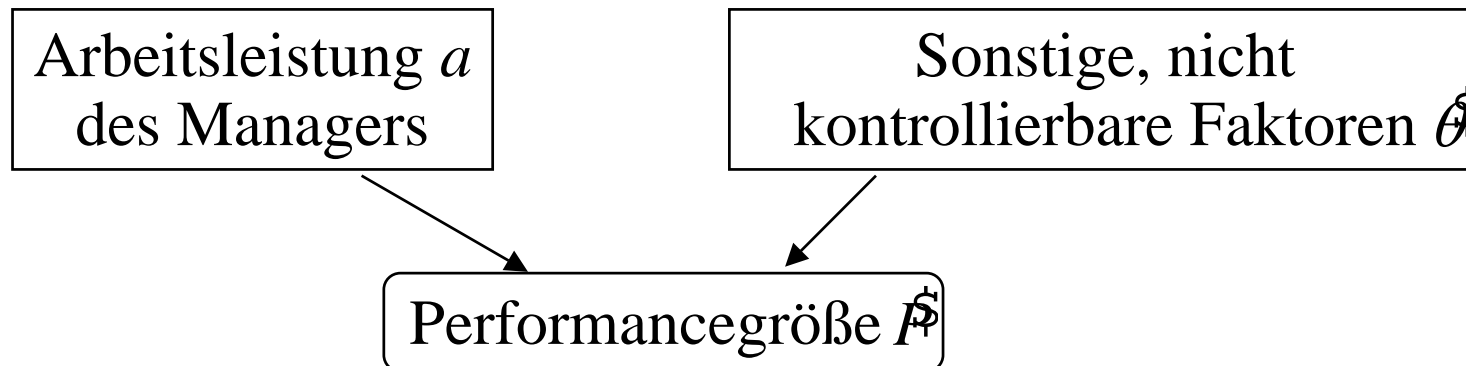 Arbeitsleistung a
des Managers
Sonstige, nicht
kontrollierbare Faktoren θ$
Performancegröße P$